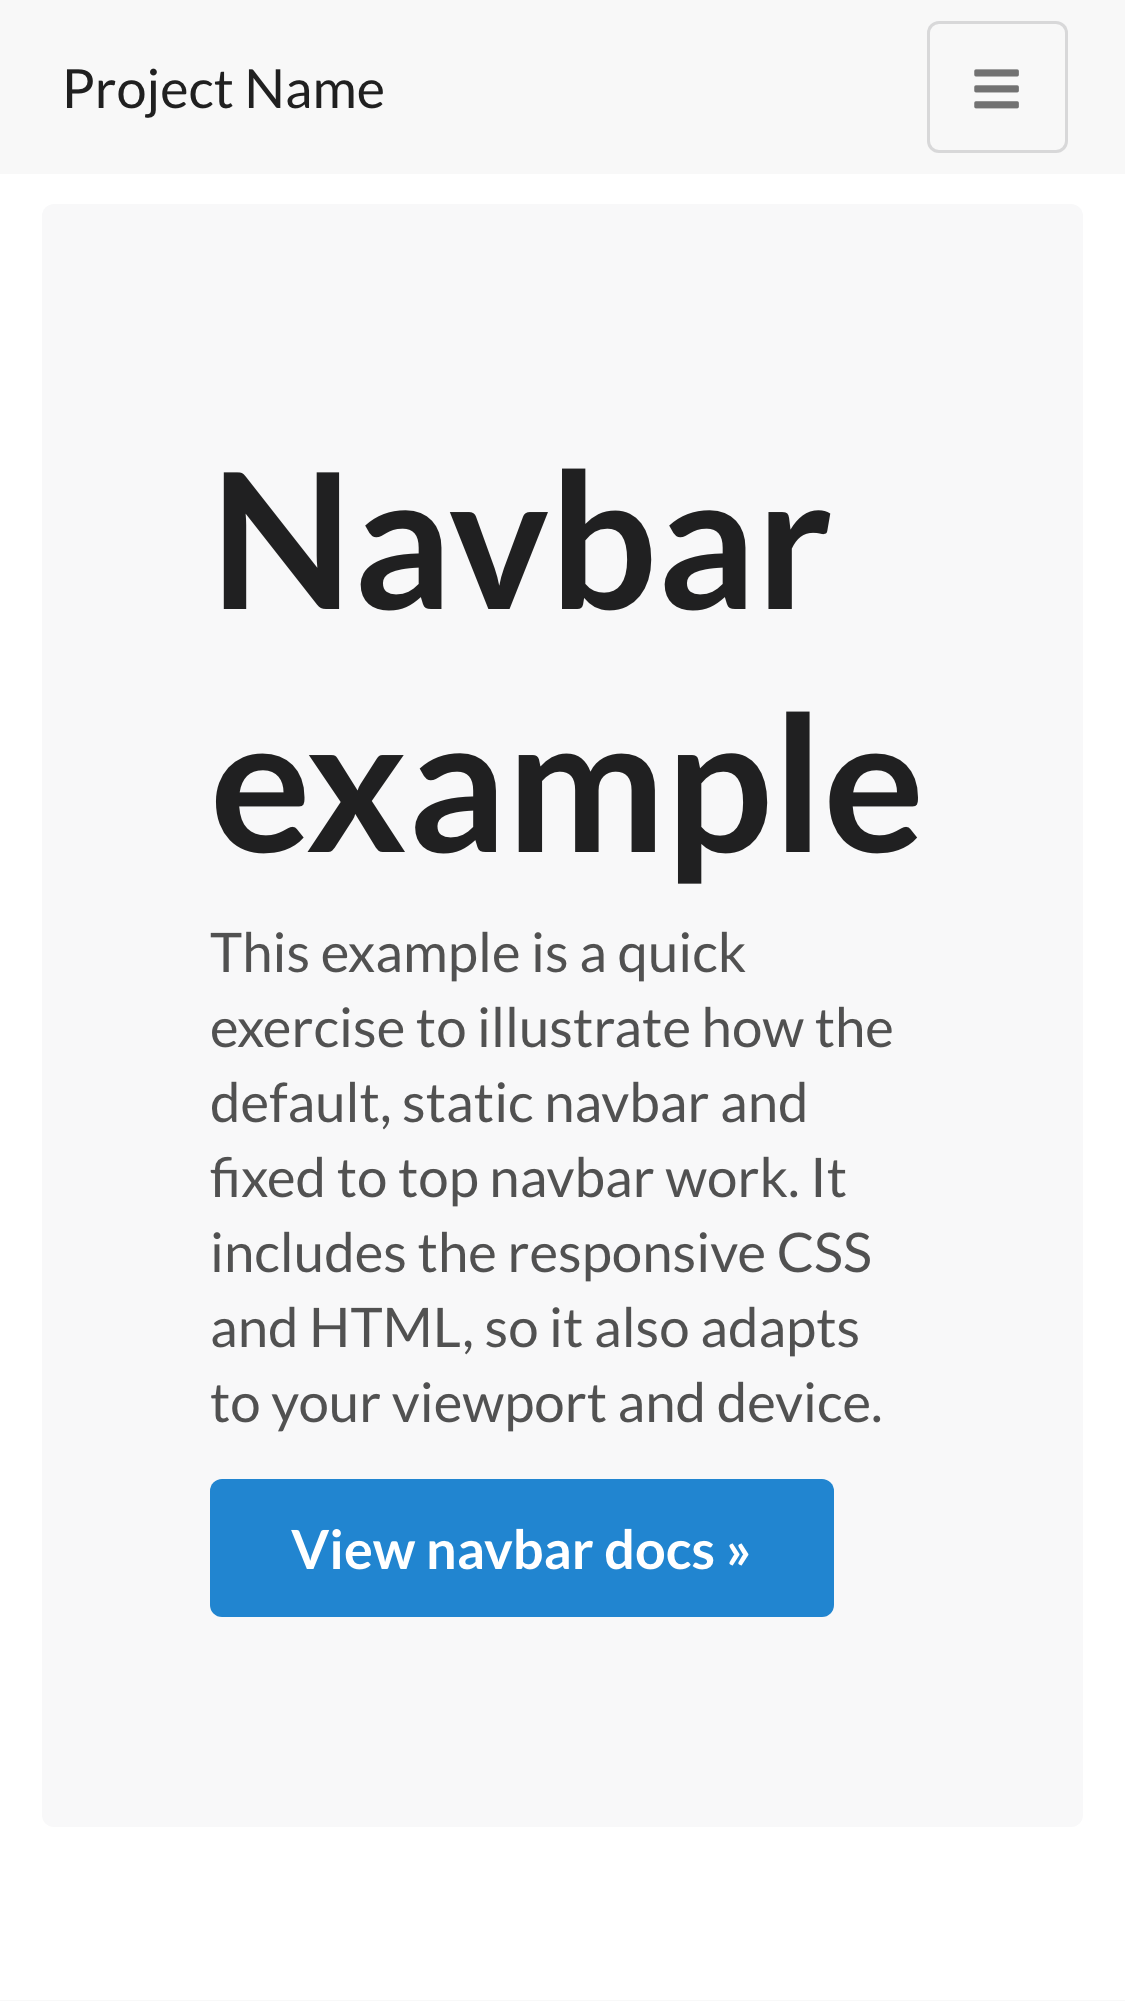 Project Name
Navbar
example
This example is a quick
exercise to illustrate how the
default, static navbar and
fixed to top navbar work. It
includes the responsive CSS
and HTML, so it also adapts
to your viewport and device.
View navbar docs »